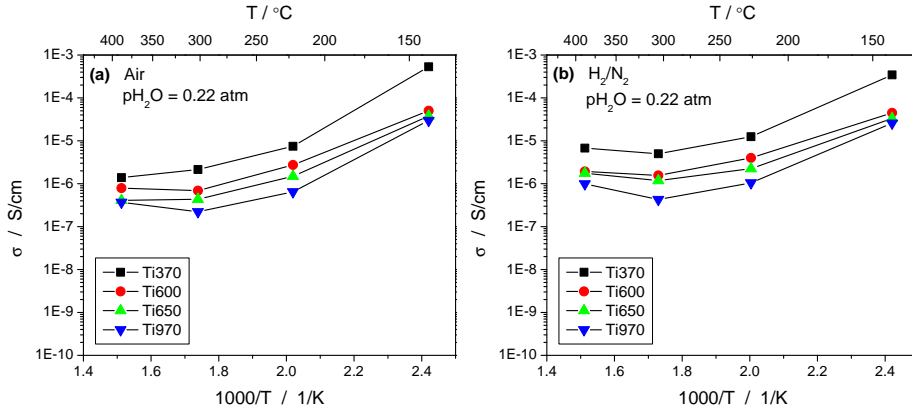 T / °C
400 350 300 250 200 150
1E-3
1E-4
1E-5
1E-6
1E-7
1E-8
1E-9
1E-10
σ / S/cm
(a) Air
pH2O = 0.22 atm
Ti370
Ti600
Ti650
Ti970
1.4 1.6 1.8 2.0 2.2 2.4
1000/T / 1/K
T / °C
400 350 300 250 200 150
1E-3
1E-4
1E-5
1E-6
1E-7
1E-8
1E-9
1E-10
σ / S/cm
(b) H2/N2
pH2O = 0.22 atm
Ti370
Ti600
Ti650
Ti970
1.4 1.6 1.8 2.0 2.2 2.4
1000/T / 1/K